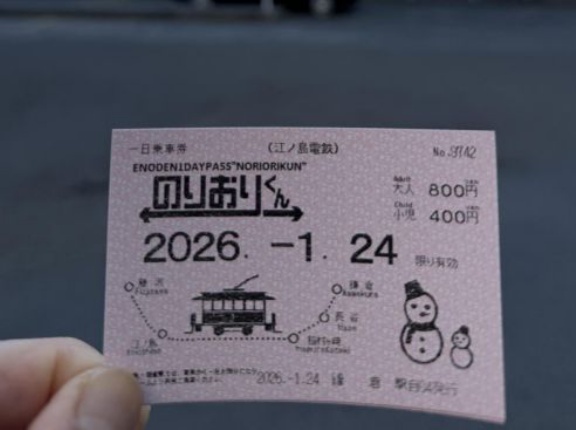 一日乗車券 (江ノ島電鉄)
ENODEN1DAYPASS"NORIORIKUN"
のりおりくん
Adult
大人 800円
Child
小児 400円
2026.-1.24 限り有効
藤沢
Fujisawa
鎌倉
Kamakura
長谷
Hase
江ノ島
Enoshima
稲村ヶ崎
2026.-1.24 鎌倉